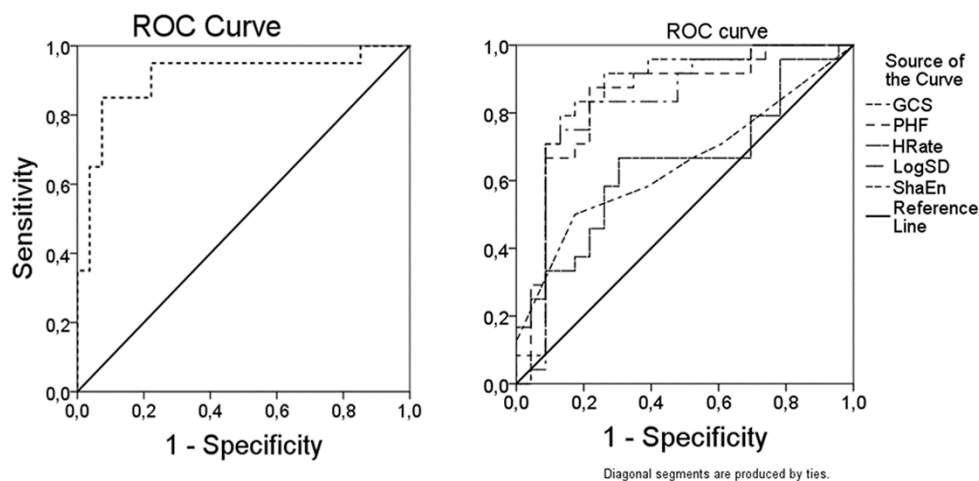 ROC Curve
1,0
0,8
0,6
0,4
0,2
0,0
Sensitivity
0,0 0,2 0,4 0,6 0,8 1,0
1 - Specificity
ROC curve
1,0
0,8
0,6
0,4
0,2
0,0
0,0 0,2 0,4 0,6 0,8 1,0
1 - Specificity
Source of
the Curve
GCS
PHF
HRate
LogSD
ShaEn
Reference
Line
Diagonal segments are produced by ties.